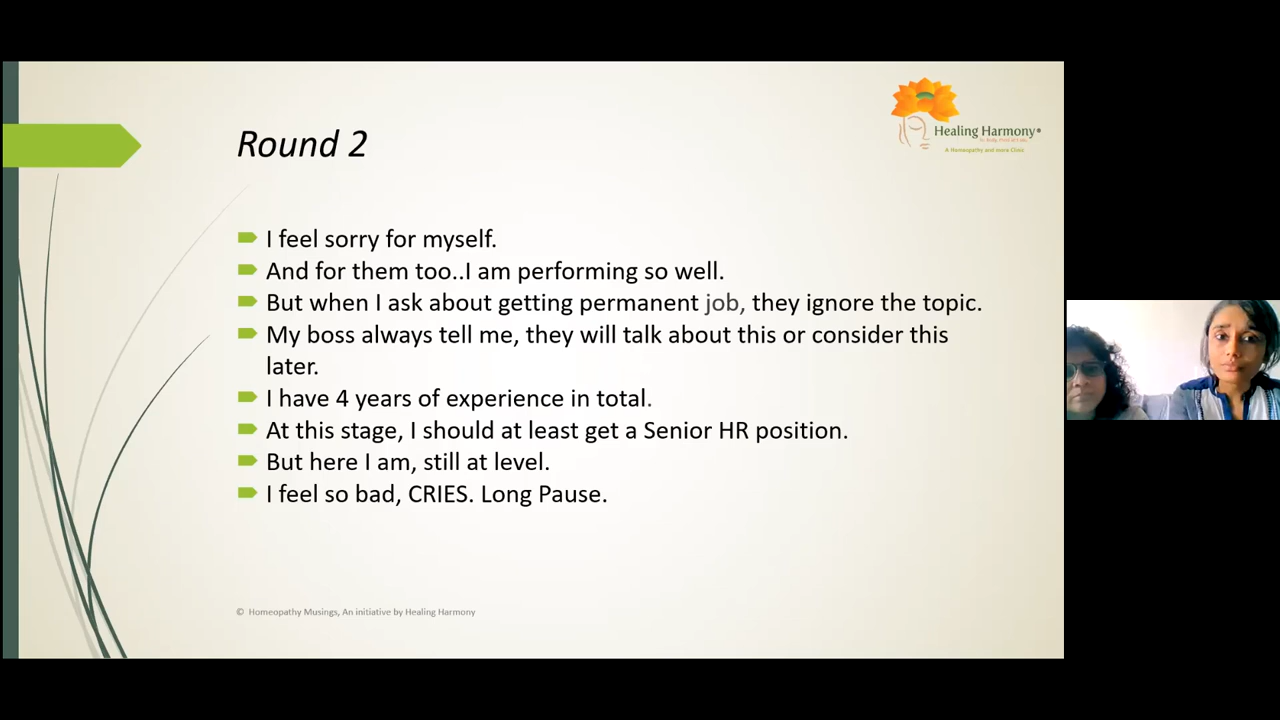 Round 2
Healing Harmony®
A Homeopathy and more Clinic
I feel sorry for myself.
And for them too..I am performing so well.
But when I ask about getting permanent job, they ignore the topic.
My boss always tell me, they will talk about this or consider this
later.
I have 4 years of experience in total.
At this stage, I should at least get a Senior HR position.
But here I am, still at level.
I feel so bad, CRIES. Long Pause.
© Homeopathy Musings, An initiative by Healing Harmony